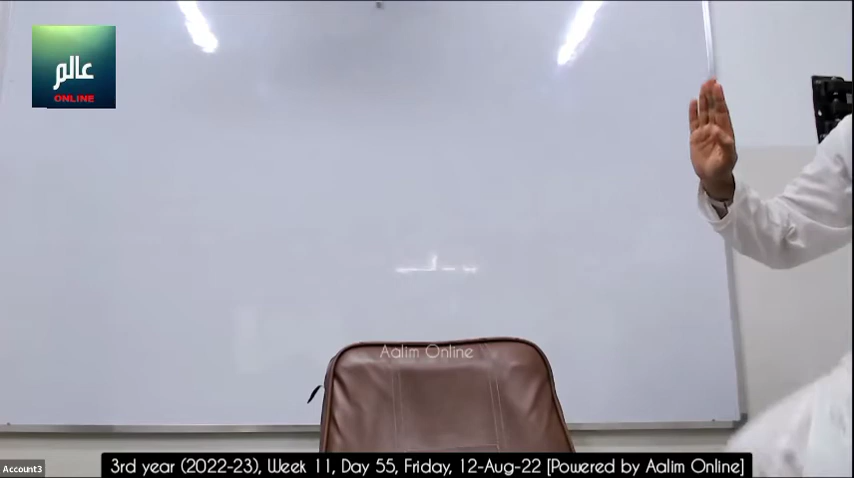 عالم
ONLINE
Aalim Online
Account3
3rd year (2022-23), Week 11, Day 55, Friday, 12-Aug-22 [Powered by Aalim Online]